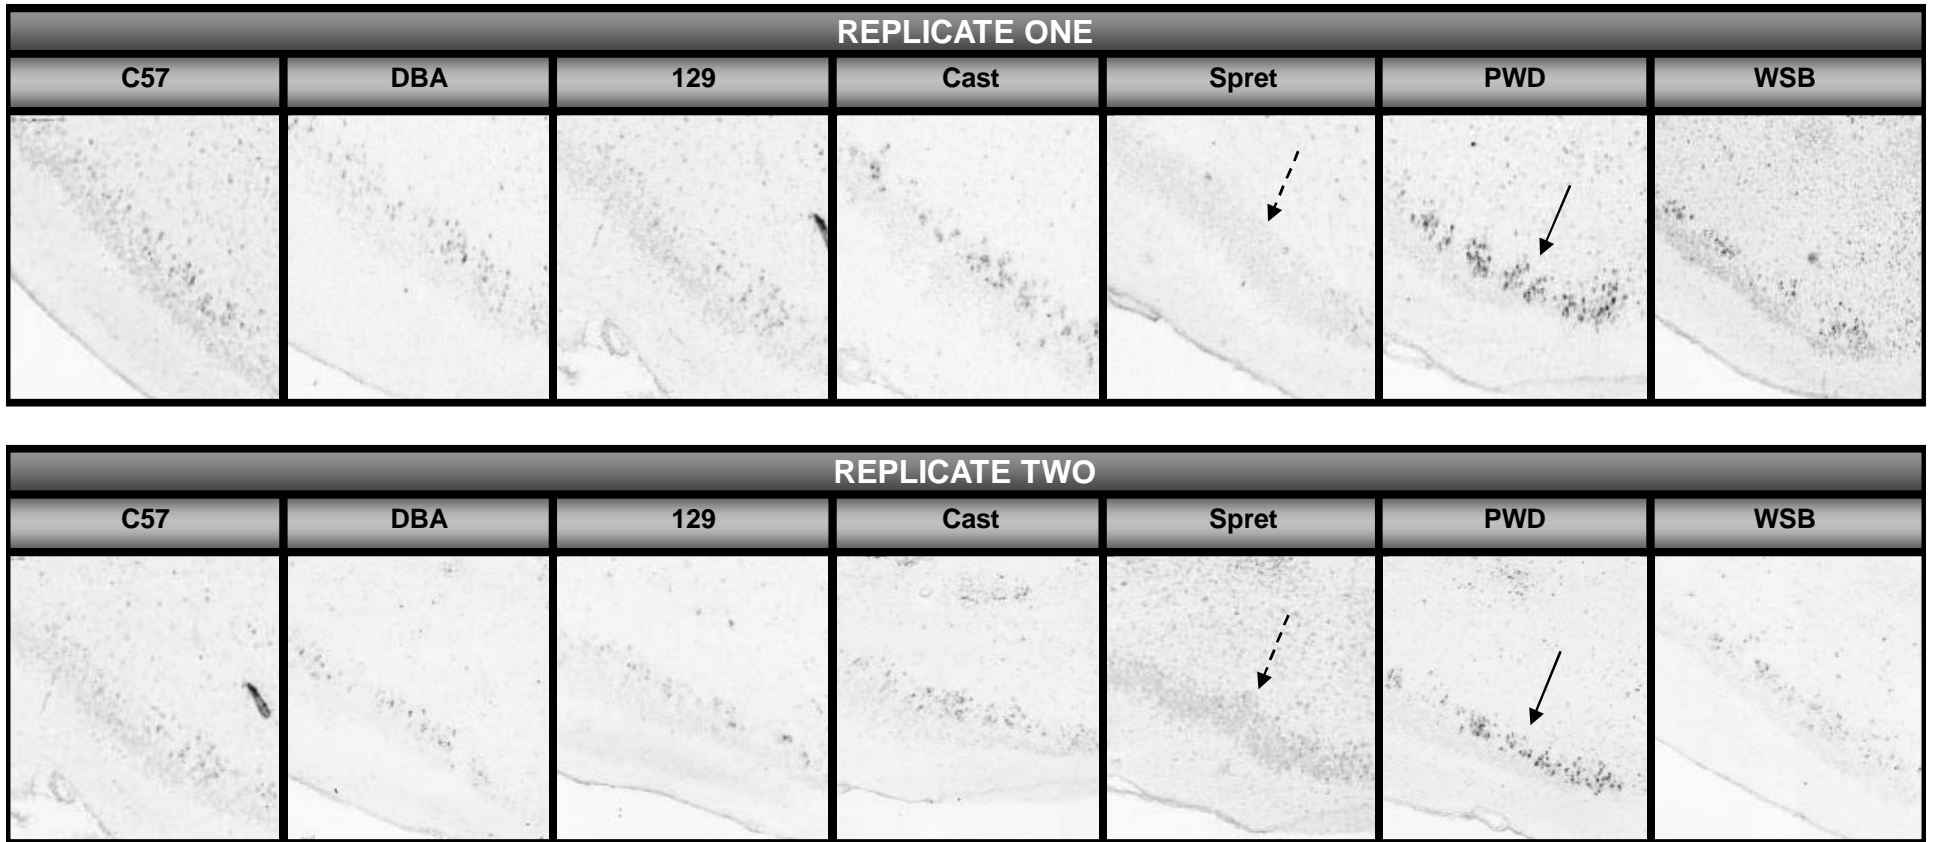 REPLICATE ONE
C57 DBA 129 Cast Spret PWD WSB
REPLICATE TWO
C57 DBA 129 Cast Spret PWD WSB